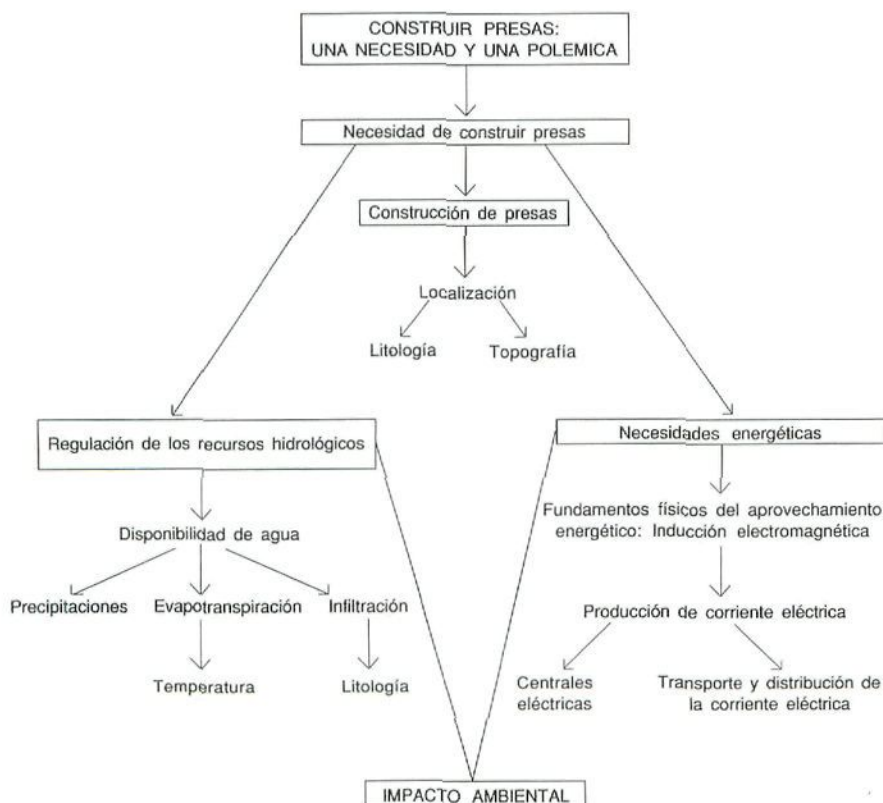 CONSTRUIR PRESAS:
UNA NECESIDAD Y UNA POLEMICA
Necesidad de construir presas
Construcción de presas
Localización
Litología Topografía
Regulación de los recursos hidrológicos
Necesidades energéticas
Disponibilidad de agua
Fundamentos físicos del aprovechamiento
energético: Inducción electromagnética
Precipitaciones Evapotranspiración Infiltración
Producción de corriente eléctrica
Temperatura Litología
Centrales
eléctricas
Transporte y distribución de
la corriente eléctrica
IMPACTO AMBIENTAL